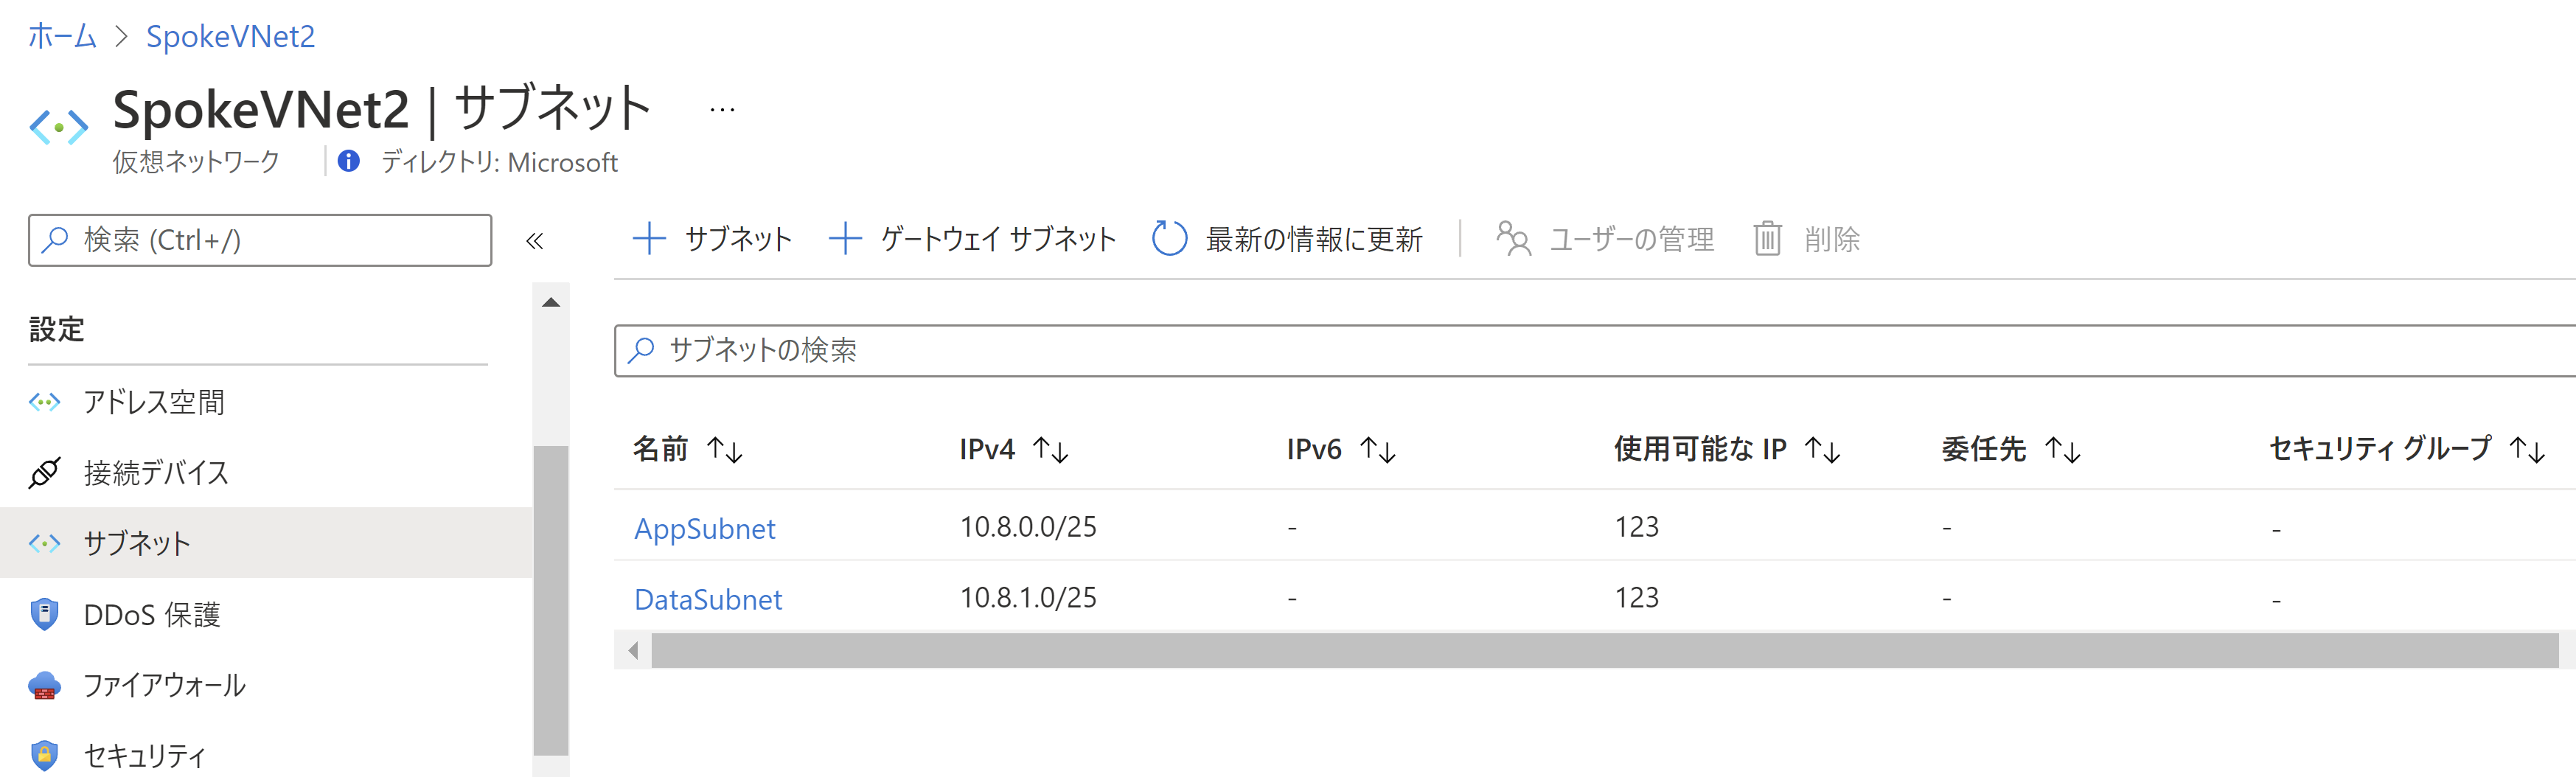 ホーム > SpokeVNet2
SpokeVNet2 | サブネット ...
仮想ネットワーク | ディレクトリ: Microsoft
検索 (Ctrl+/) «
設定
アドレス空間
接続デバイス
サブネット
DDoS 保護
ファイアウォール
セキュリティ
+ サブネット + ゲートウェイ サブネット 最新の情報に更新 | ユーザーの管理 削除
サブネットの検索
名前 ↑↓ IPv4 ↑↓ IPv6 ↑↓ 使用可能な IP ↑↓ 委任先 ↑↓ セキュリティ グループ ↑↓
AppSubnet 10.8.0.0/25 - 123 - -
DataSubnet 10.8.1.0/25 - 123 - -